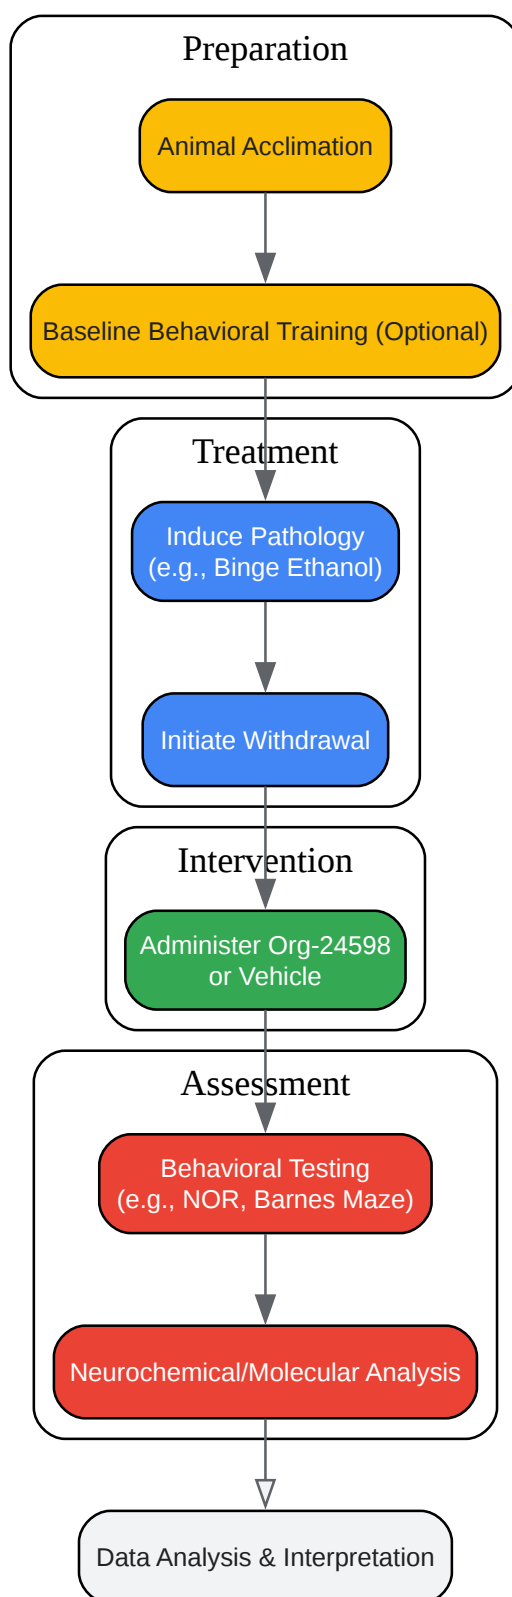 Preparation
Animal Acclimation
Baseline Behavioral Training (Optional)
Treatment
Induce Pathology
(e.g., Binge Ethanol)
Initiate Withdrawal
Intervention
Administer Org-24598
or Vehicle
Assessment
Behavioral Testing
(e.g., NOR, Barnes Maze)
Neurochemical/Molecular Analysis
Data Analysis & Interpretation